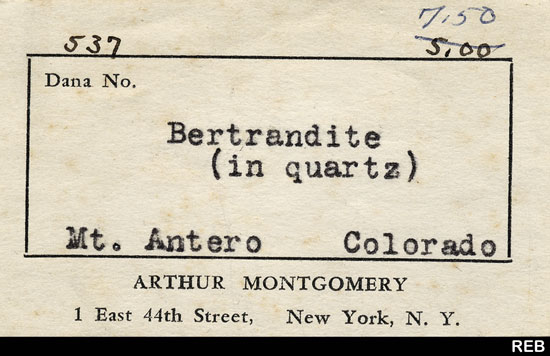 7.50
537 5.00
Dana No.
Bertrandite
(in quartz)
Mt. Antero Colorado
ARTHUR MONTGOMERY
1 East 44th Street, New York, N. Y.
REB